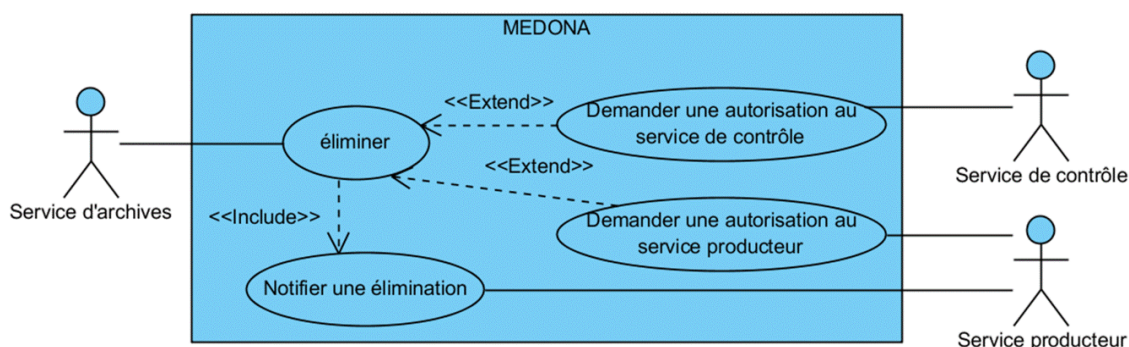 MEDONA
<<Extend>>
Demander une autorisation au
service de contrôle
éliminer
Service de contrôle
<<Extend>>
Service d'archives
<<Include>>
Demander une autorisation au
service producteur
Notifier une élimination
Service producteur